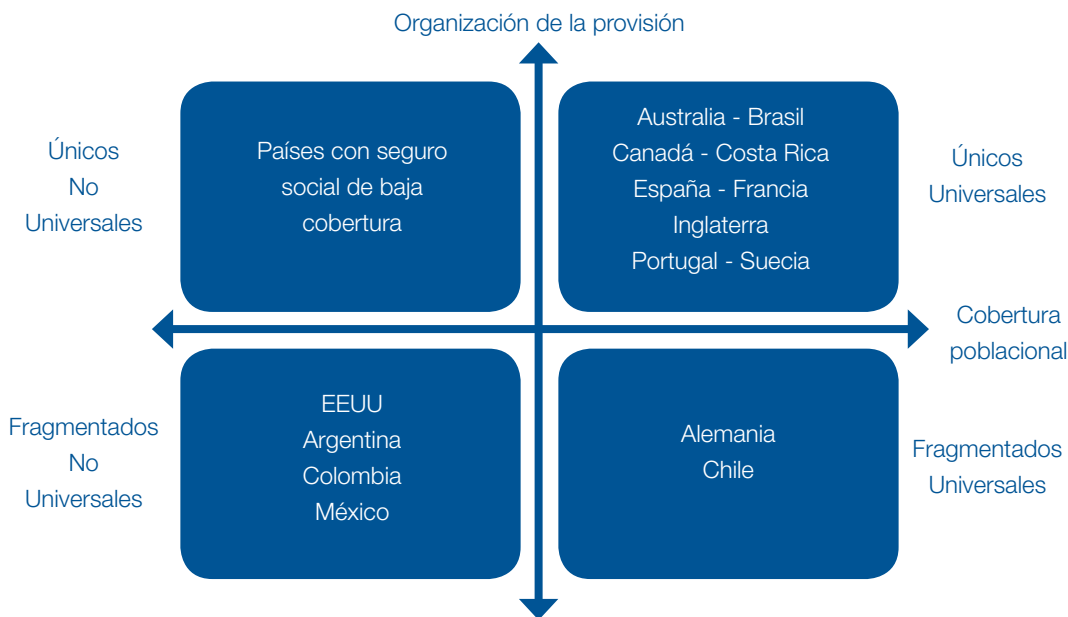 Organización de la provisión
Únicos
No
Universales
Países con seguro
social de baja
cobertura
Australia - Brasil
Canadá - Costa Rica
España - Francia
Inglaterra
Portugal - Suecia
Únicos
Universales
Cobertura
poblacional
Fragmentados
No
Universales
EEUU
Argentina
Colombia
México
Alemania
Chile
Fragmentados
Universales